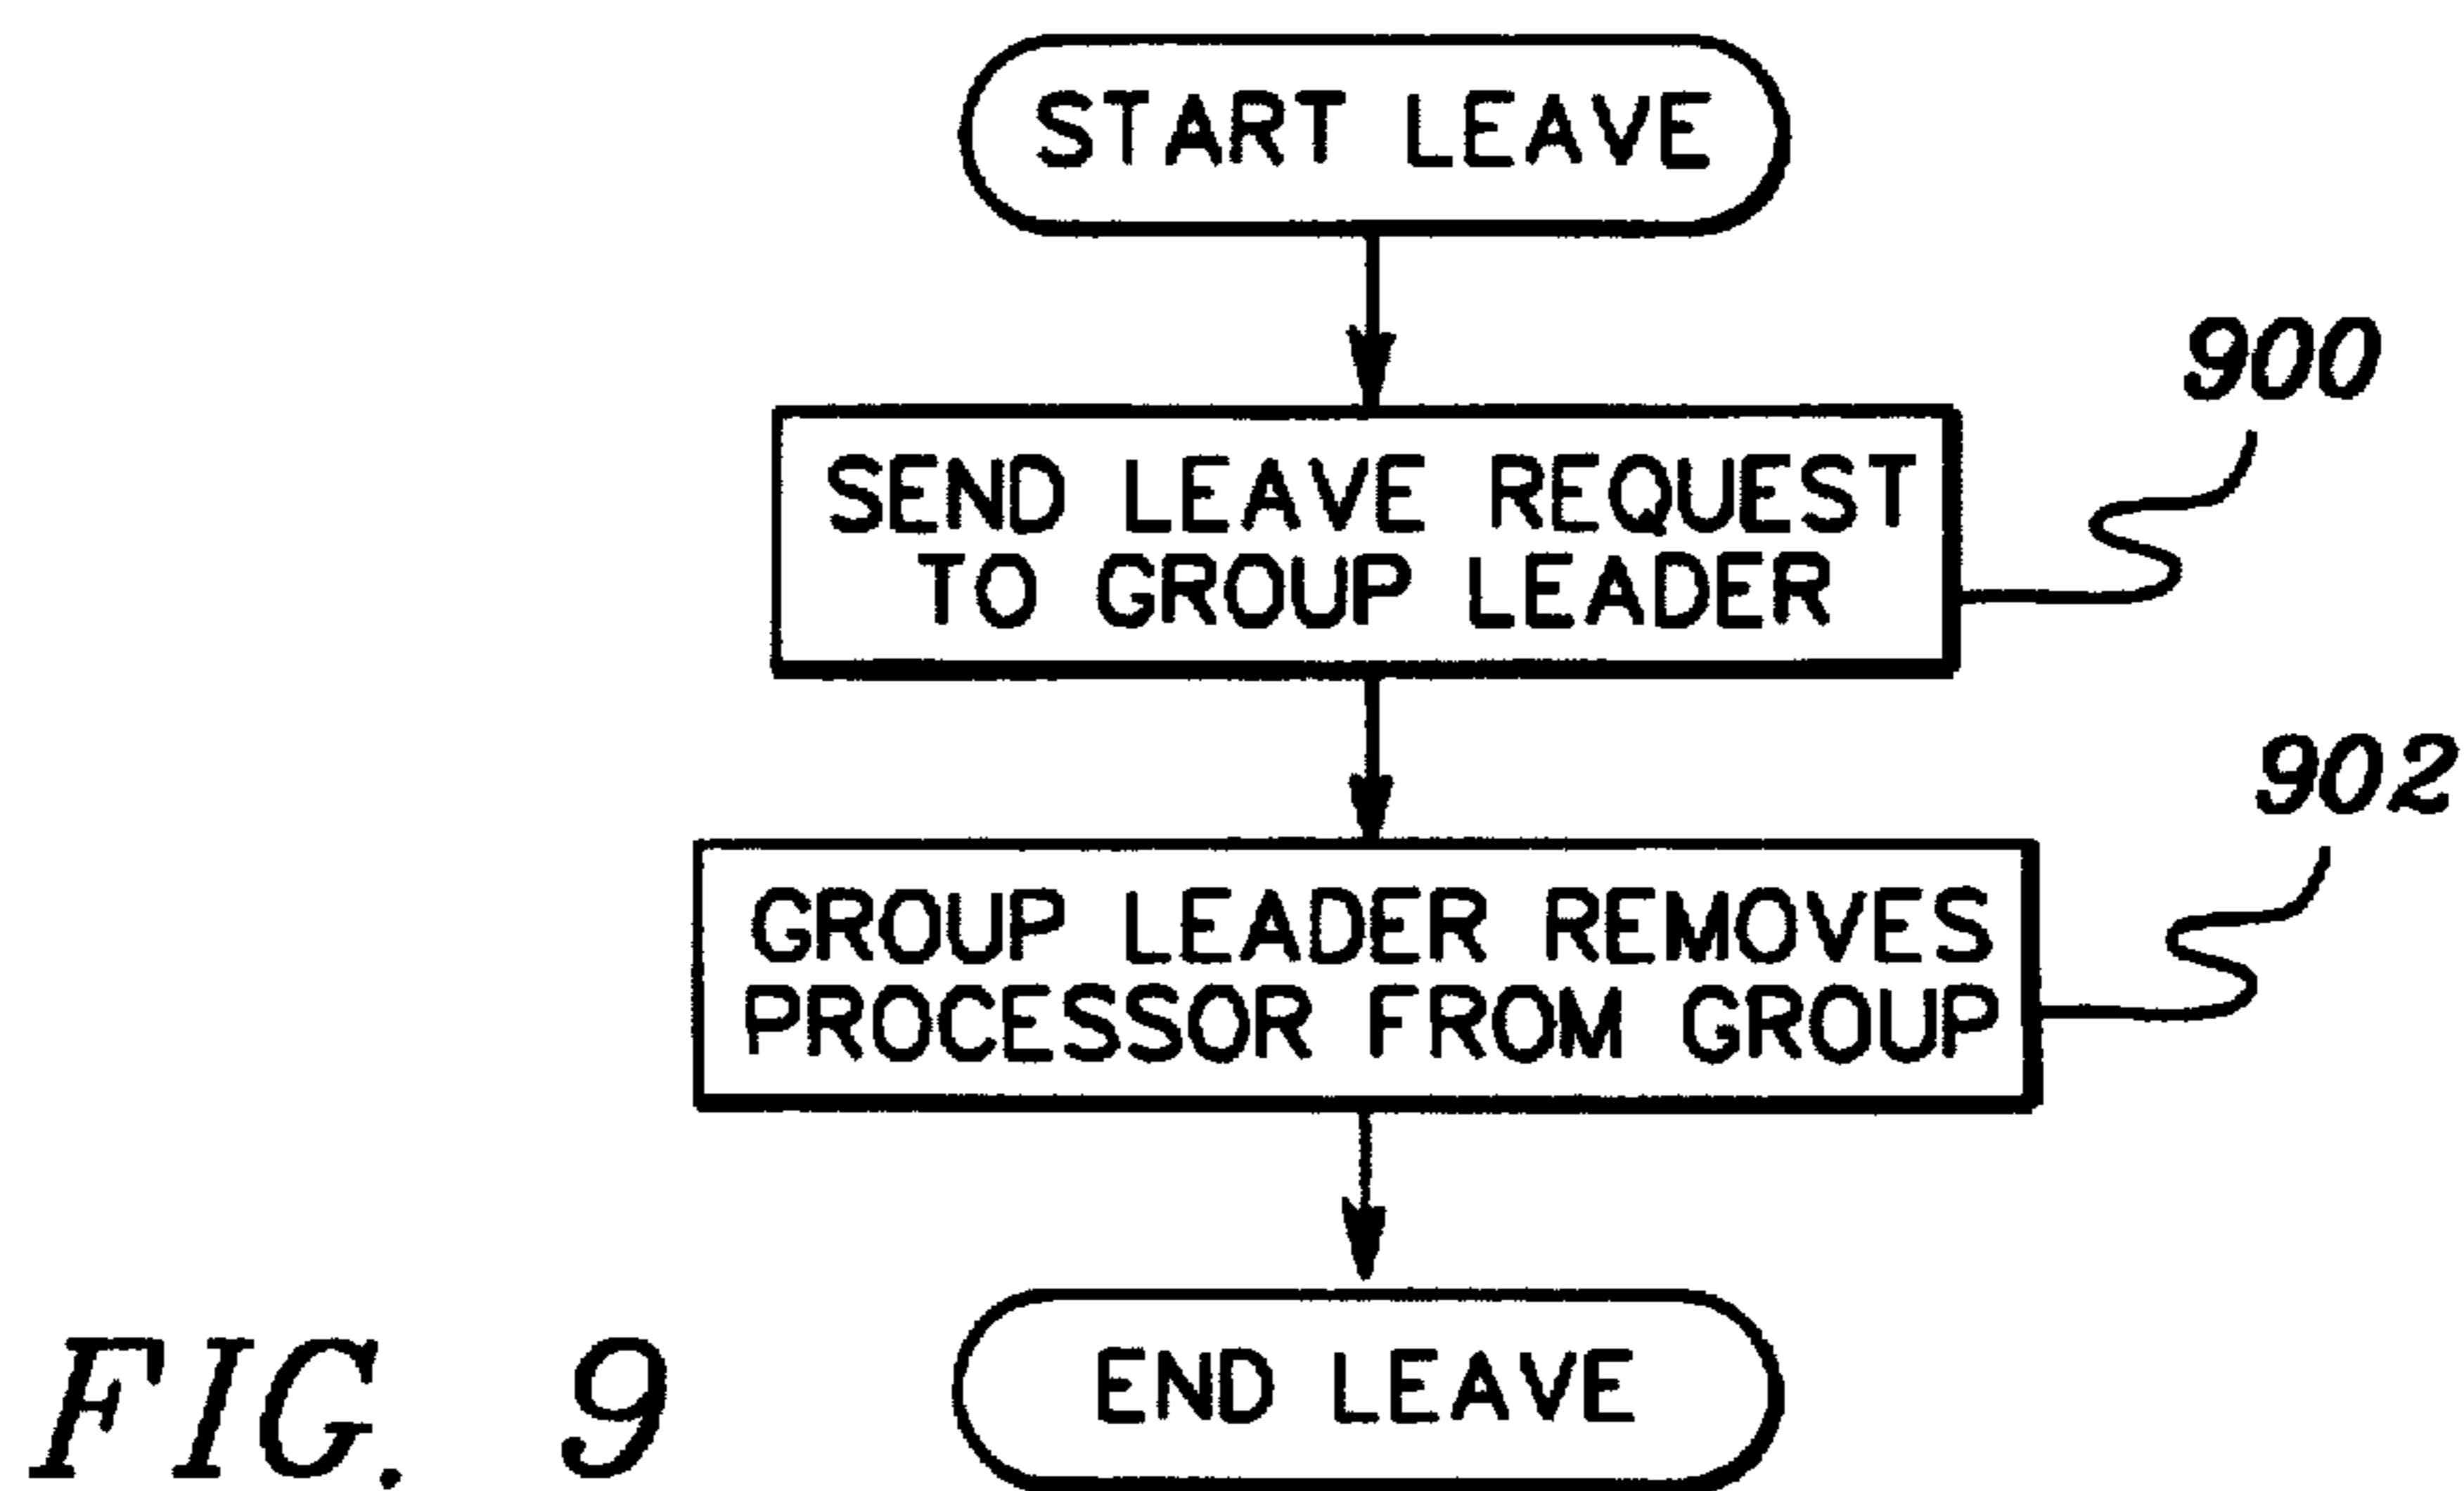 START LEAVE
900
SEND LEAVE REQUEST
TO GROUP LEADER
902
GROUP LEADER REMOVES
PROCESSOR FROM GROUP
END LEAVE
FIG. 9